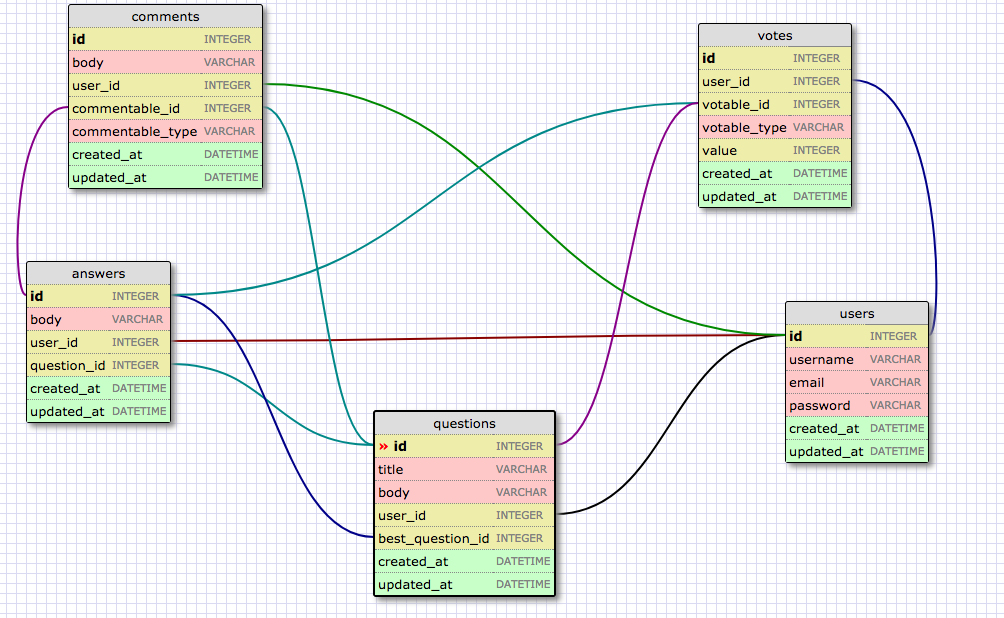 comments
id INTEGER
body VARCHAR
user_id INTEGER
commentable_id INTEGER
commentable_type VARCHAR
created_at DATETIME
updated_at DATETIME
votes
id INTEGER
user_id INTEGER
votable_id INTEGER
votable_type VARCHAR
value INTEGER
created_at DATETIME
updated_at DATETIME
answers
id INTEGER
body VARCHAR
user_id INTEGER
question_id INTEGER
created_at DATETIME
updated_at DATETIME
users
id INTEGER
username VARCHAR
email VARCHAR
password VARCHAR
created_at DATETIME
updated_at DATETIME
questions
» id INTEGER
title VARCHAR
body VARCHAR
user_id INTEGER
best_question_id INTEGER
created_at DATETIME
updated_at DATETIME